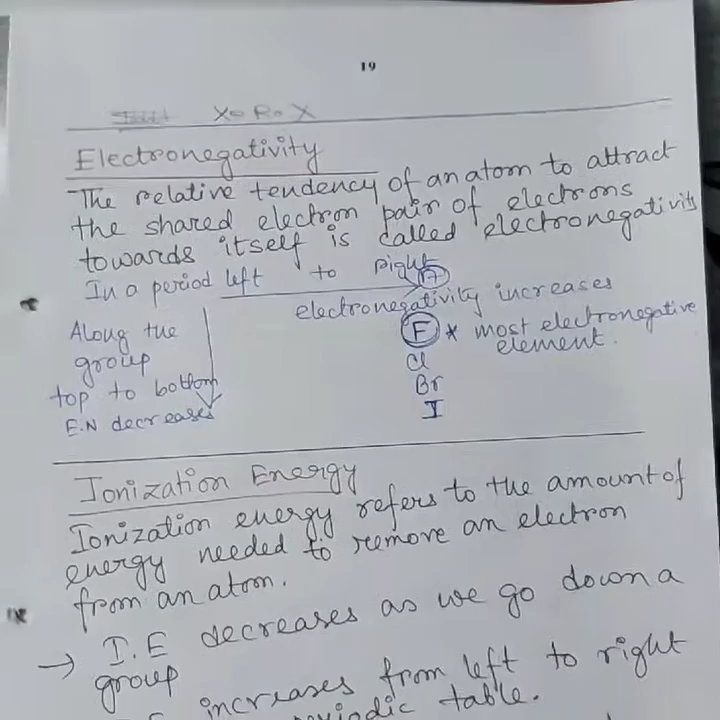 19
X- R- X
Electronegativity
The relative tendency of an atom to attract
the shared electron pair of electrons
towards itself is called electronegativity
In a period left to right
electronegativity increases
Along the
group
top to bottom
E.N decreases
F * most electronegative
element.
Cl
Br
I
Ionization Energy
Ionization energy refers to the amount of
energy needed to remove an electron
from an atom.
→ I.E decreases as we go down a
group
increases from left to right
periodic table.